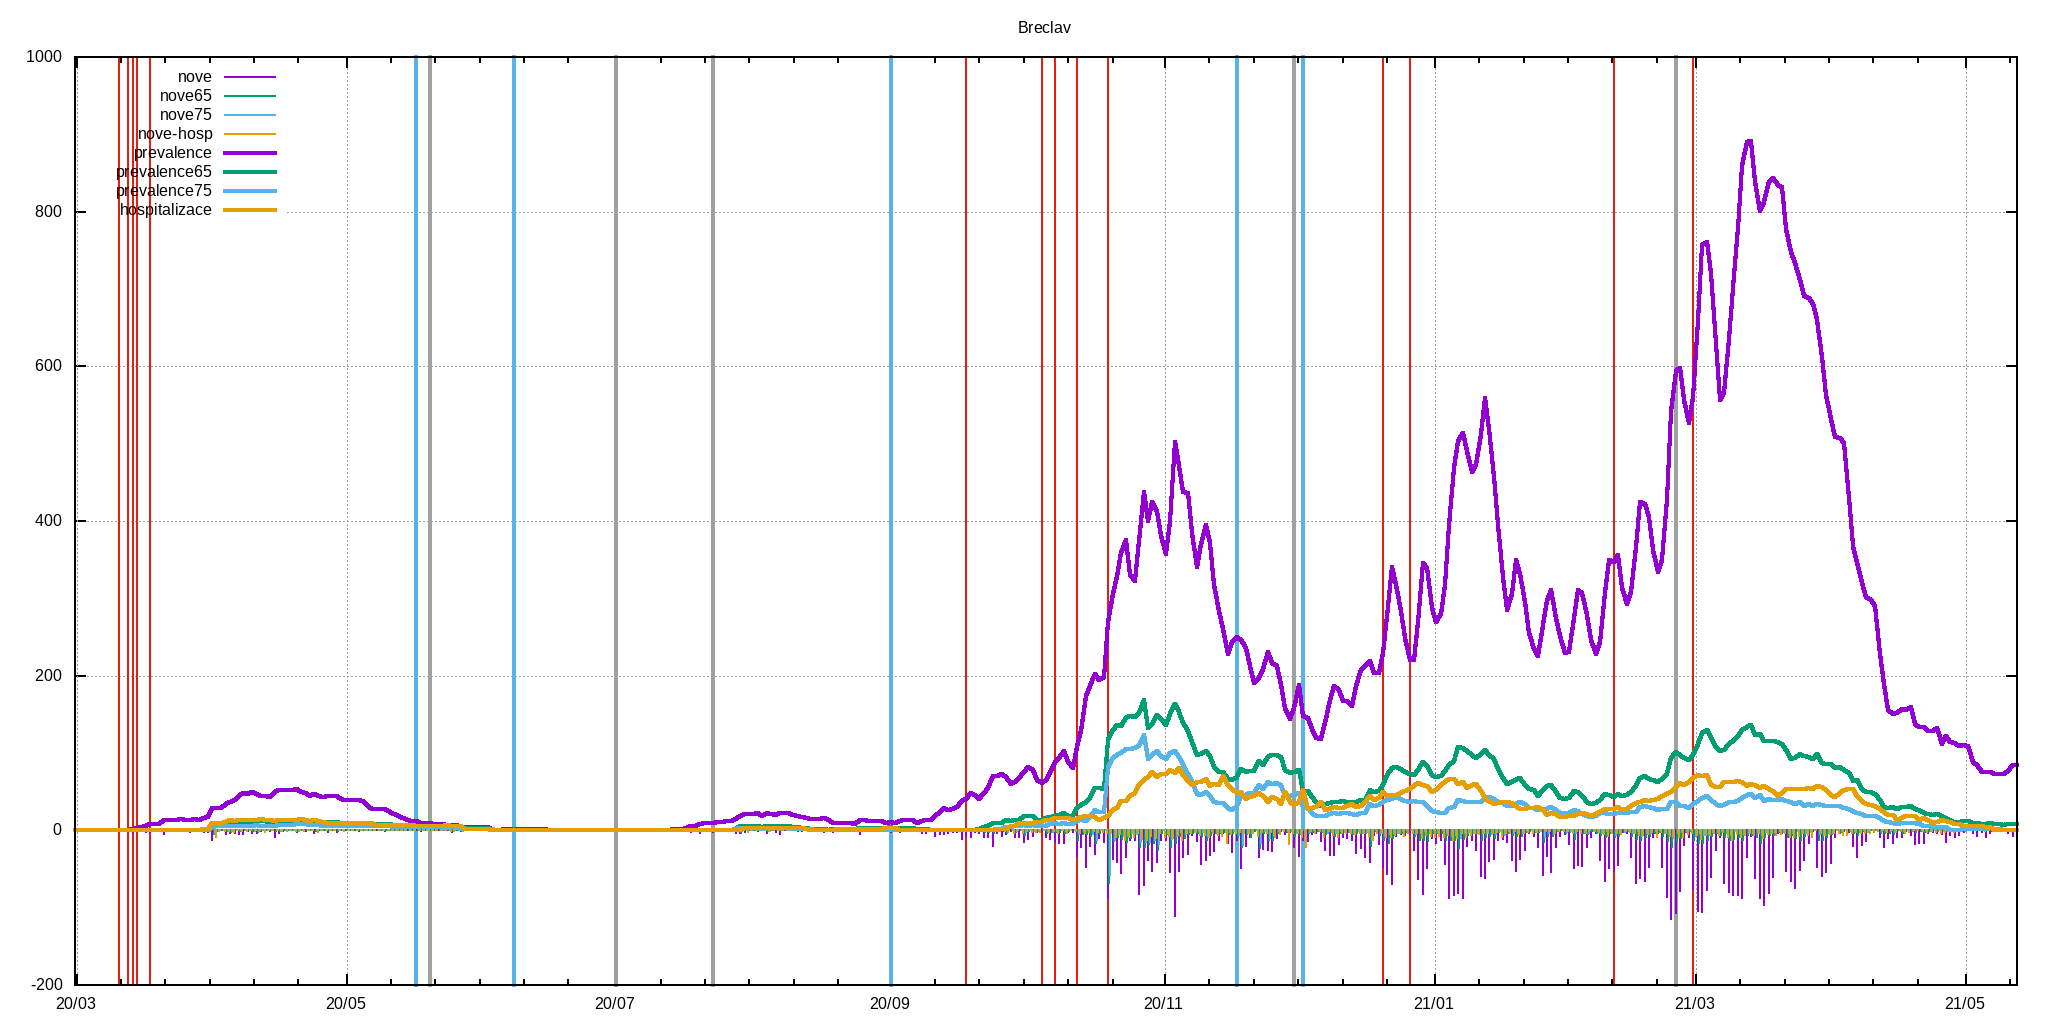 Breclav
1000
800
600
400
200
0
-200
nove
nove65
nove75
nove-hosp
prevalence
prevalence65
prevalence75
hospitalizace
20/03 20/05 20/07 20/09 20/11 21/01 21/03 21/05